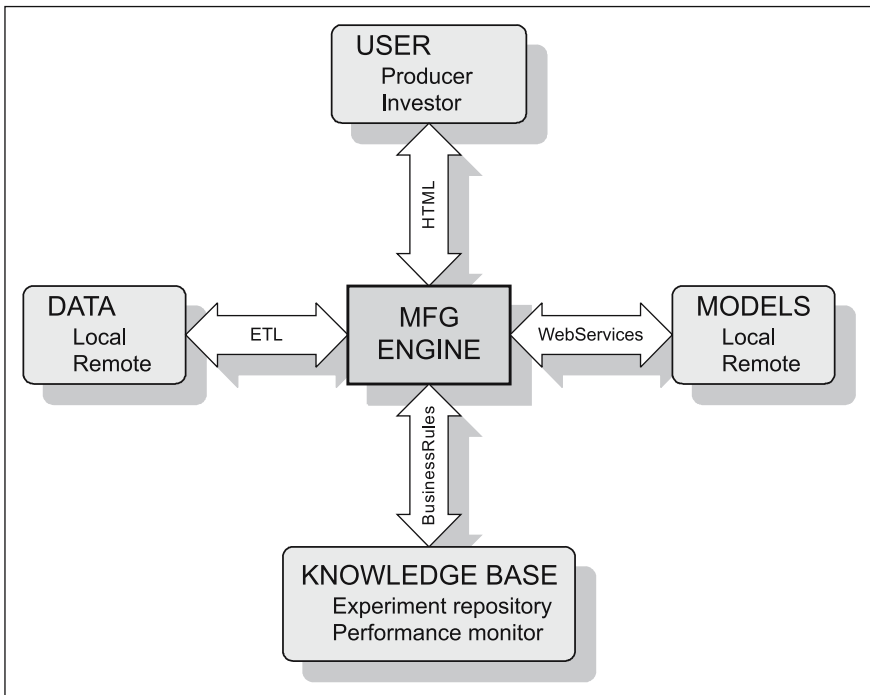 USER
Producer
Investor
HTML
DATA
Local
Remote
ETL
MFG
ENGINE
WebServices
MODELS
Local
Remote
BusinessRules
KNOWLEDGE BASE
Experiment repository
Performance monitor